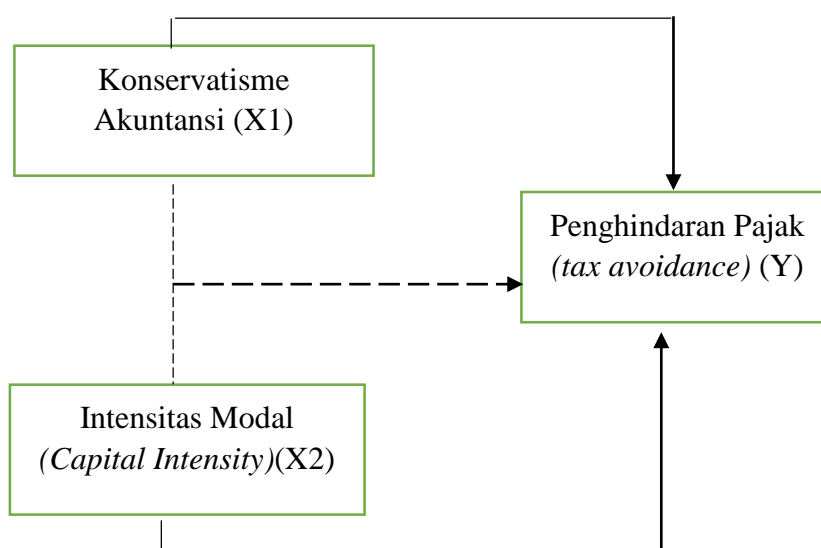 Konservatisme
Akuntansi (X1)
Penghindaran Pajak
(tax avoidance) (Y)
Intensitas Modal
(Capital Intensity)(X2)